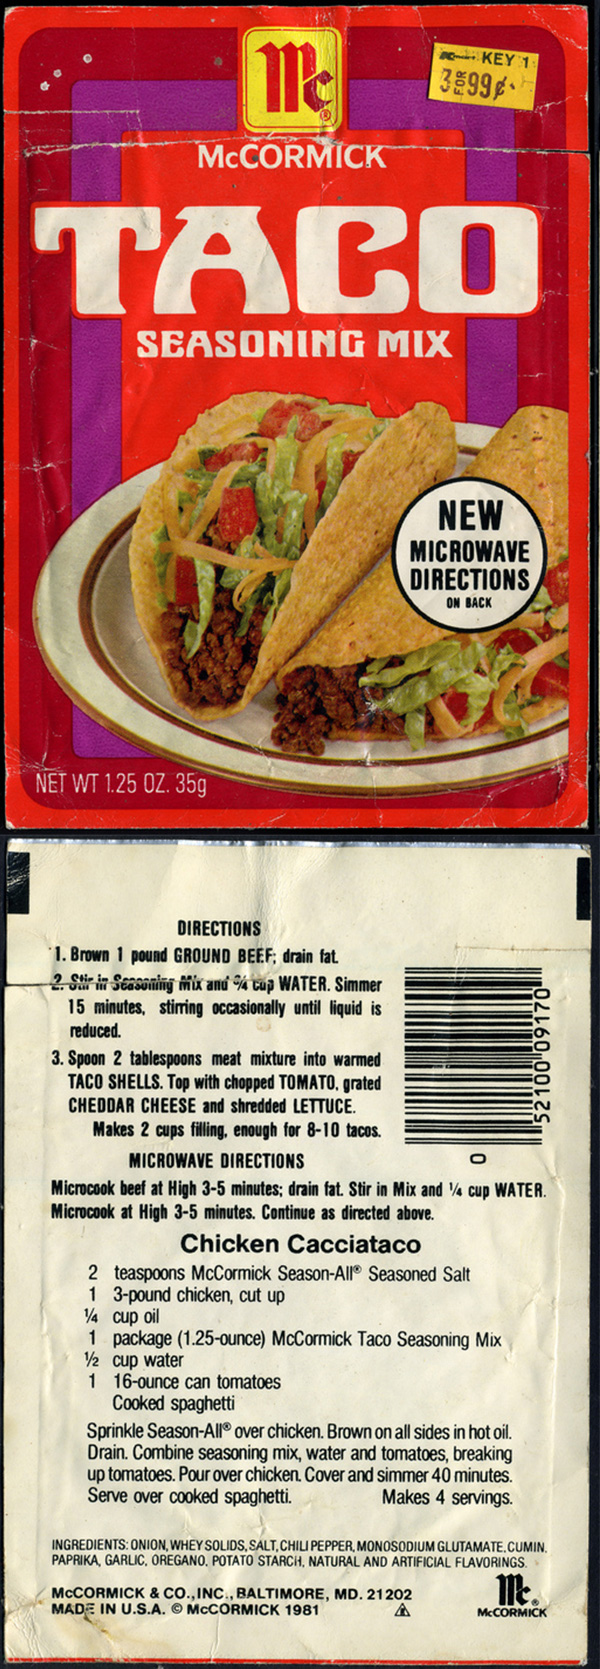 Mc®
McCORMICK
Kmart KEY 1
3 FOR 99¢
TACO
SEASONING MIX
NEW
MICROWAVE
DIRECTIONS
ON BACK
NET WT 1.25 OZ. 35g
DIRECTIONS
1. Brown 1 pound GROUND BEEF; drain fat.
2. Stir in Seasoning Mix and ¾ cup WATER. Simmer
15 minutes, stirring occasionally until liquid is
reduced.
3. Spoon 2 tablespoons meat mixture into warmed
TACO SHELLS. Top with chopped TOMATO, grated
CHEDDAR CHEESE and shredded LETTUCE.
Makes 2 cups filling, enough for 8-10 tacos.
52100 09170
0
MICROWAVE DIRECTIONS
Microcook beef at High 3-5 minutes; drain fat. Stir in Mix and ¼ cup WATER.
Microcook at High 3-5 minutes. Continue as directed above.
Chicken Cacciataco
2 teaspoons McCormick Season-All® Seasoned Salt
1 3-pound chicken, cut up
¼ cup oil
1 package (1.25-ounce) McCormick Taco Seasoning Mix
½ cup water
1 16-ounce can tomatoes
Cooked spaghetti
Sprinkle Season-All® over chicken. Brown on all sides in hot oil.
Drain. Combine seasoning mix, water and tomatoes, breaking
up tomatoes. Pour over chicken. Cover and simmer 40 minutes.
Serve over cooked spaghetti. Makes 4 servings.
INGREDIENTS: ONION, WHEY SOLIDS, SALT, CHILI PEPPER, MONOSODIUM GLUTAMATE, CUMIN,
PAPRIKA, GARLIC, OREGANO, POTATO STARCH, NATURAL AND ARTIFICIAL FLAVORINGS.
McCORMICK & CO., INC., BALTIMORE, MD. 21202
MADE IN U.S.A. © McCORMICK 1981
Mc®
McCORMICK